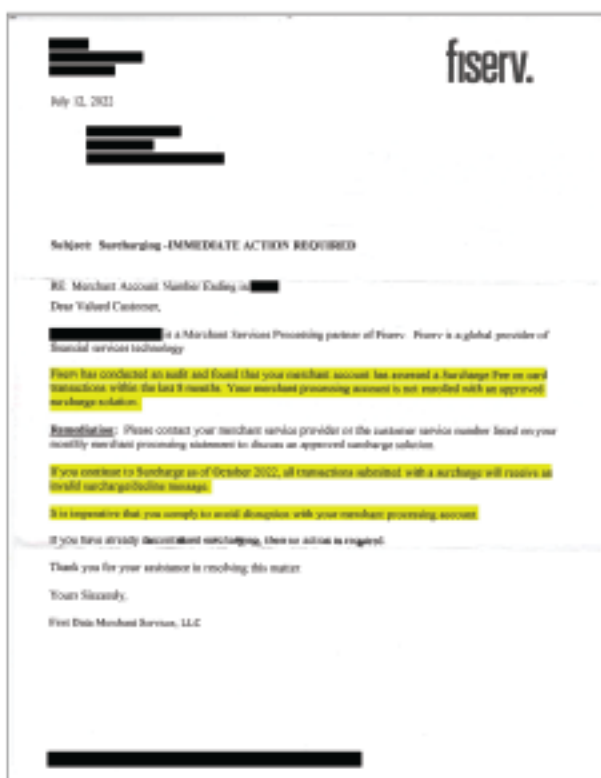 fiserv.
July 12, 2022
Subject: Surcharging -IMMEDIATE ACTION REQUIRED
RE: Merchant Account Number Ending in
Dear Valued Customer,
is a Merchant Services Processing partner of Fiserv. Fiserv is a global provider of
financial services technology.
Fiserv has conducted an audit and found that your merchant account has assessed a Surcharge Fee on card
transactions within the last 8 months. Your merchant processing account is not enrolled with an approved
surcharge solution.
Remediation: Please contact your merchant service provider or the customer service number listed on your
monthly merchant processing statement to discuss an approved surcharge solution.
If you continue to Surcharge as of October 2022, all transactions submitted with a surcharge will receive an
invalid surcharge/decline message.
It is imperative that you comply to avoid disruption with your merchant processing account.
If you have already discontinued surcharging, then no action is required.
Thank you for your assistance in resolving this matter.
Yours Sincerely,
First Data Merchant Services, LLC